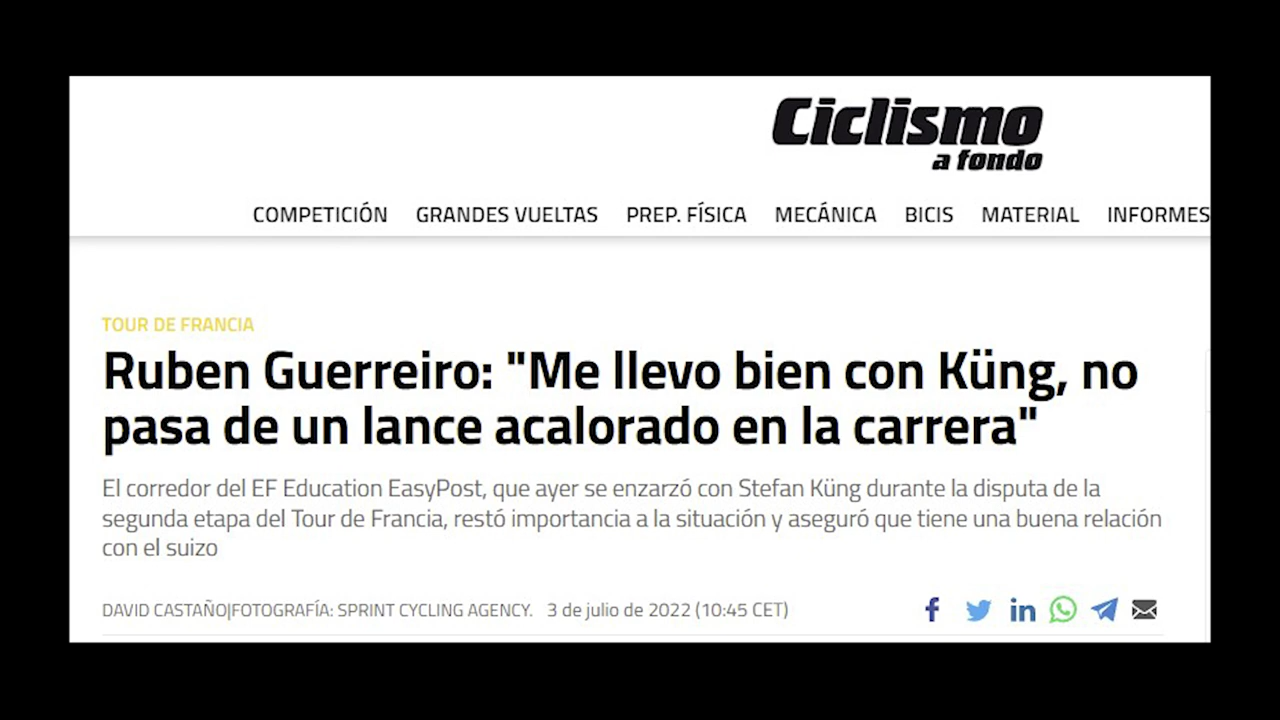 Ciclismo
a fondo
COMPETICIÓN GRANDES VUELTAS PREP. FÍSICA MECÁNICA BICIS MATERIAL INFORMES
TOUR DE FRANCIA
Ruben Guerreiro: "Me llevo bien con Küng, no
pasa de un lance acalorado en la carrera"
El corredor del EF Education EasyPost, que ayer se enzarzó con Stefan Küng durante la disputa de la
segunda etapa del Tour de Francia, restó importancia a la situación y aseguró que tiene una buena relación
con el suizo
DAVID CASTAÑO|FOTOGRAFÍA: SPRINT CYCLING AGENCY. 3 de julio de 2022 (10:45 CET)